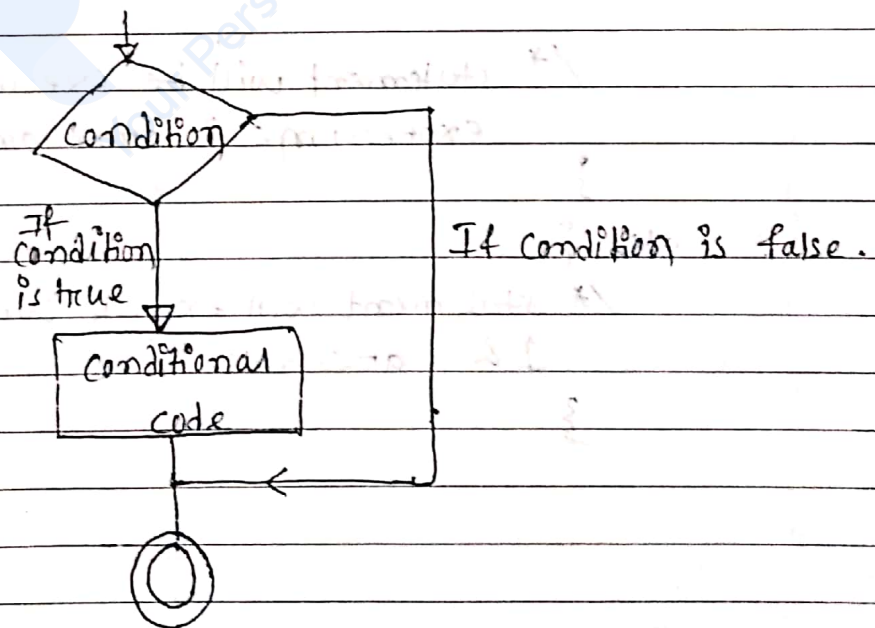 condition
If
condition
is true
If condition is false.
conditional
code